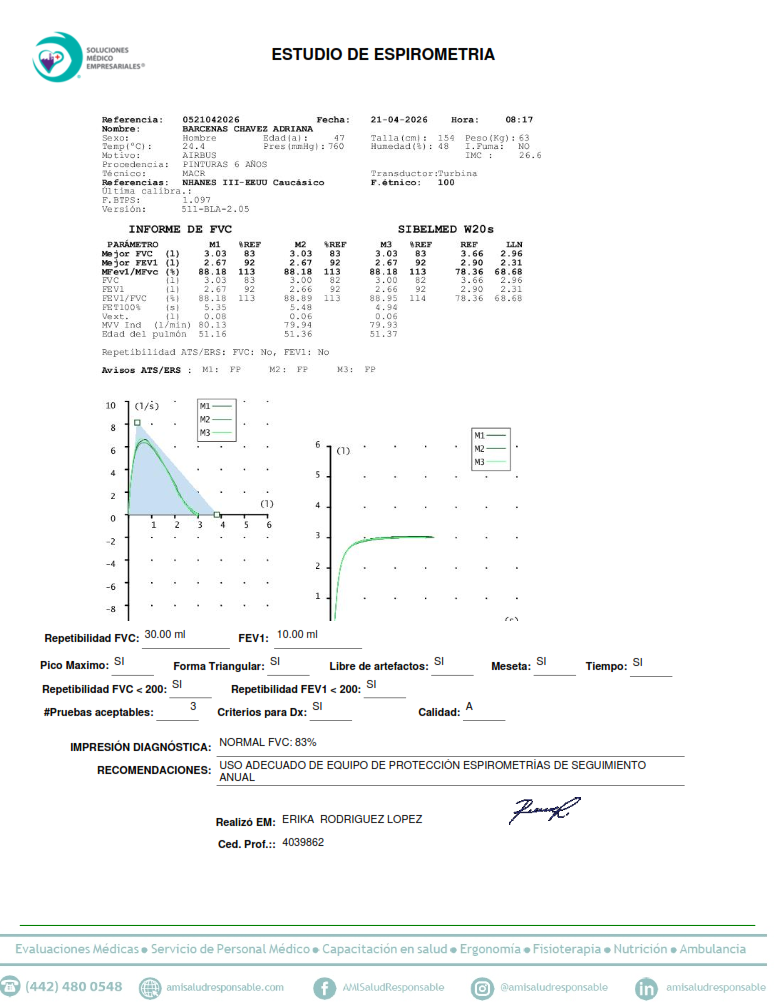 SOLUCIONES
MÉDICO
EMPRESARIALES®
ESTUDIO DE ESPIROMETRIA
Referencia: 0521042026 Fecha: 21-04-2026 Hora: 08:17
Nombre: BARCENAS CHAVEZ ADRIANA
Sexo: Hombre Edad(a): 47 Talla(cm): 154 Peso(Kg): 63
Temp(°C): 24.4 Pres(mmHg): 760 Humedad(%): 48 I.Fuma: NO
Motivo: AIRBUS IMC : 26.6
Procedencia: PINTURAS 6 AÑOS
Técnico: MACR Transductor:Turbina
Referencias: NHANES III-EEUU Caucásico F.étnico: 100
Última calibra.:
F.BTPS: 1.097
Versión: 511-BLA-2.05
INFORME DE FVC SIBELMED W20s
PARÁMETRO M1 %REF M2 %REF M3 %REF REF LLN
Mejor FVC (l) 3.03 83 3.03 83 3.03 83 3.66 2.96
Mejor FEV1 (l) 2.67 92 2.67 92 2.67 92 2.90 2.31
MFev1/MFvc (%) 88.18 113 88.18 113 88.18 113 78.36 68.68
FVC (l) 3.03 83 3.00 82 3.00 82 3.66 2.96
FEV1 (l) 2.67 92 2.66 92 2.66 92 2.90 2.31
FEV1/FVC (%) 88.18 113 88.89 113 88.95 114 78.36 68.68
FET100% (s) 5.35 5.48 4.94
Vext. (l) 0.08 0.06 0.06
MVV Ind (l/min) 80.13 79.94 79.93
Edad del pulmón 51.16 51.36 51.37
Repetibilidad ATS/ERS: FVC: No, FEV1: No
Avisos ATS/ERS : M1: FP M2: FP M3: FP
10
8
6
4
2
0
-2
-4
-6
-8
(l/s)
M1
M2
M3
(l)
1 2 3 4 5 6
6
5
4
3
2
1
(l)
M1
M2
M3
Repetibilidad FVC: 30.00 ml FEV1: 10.00 ml
Pico Maximo: SI Forma Triangular: SI Libre de artefactos: SI Meseta: SI Tiempo: SI
Repetibilidad FVC < 200: SI Repetibilidad FEV1 < 200: SI
#Pruebas aceptables: 3 Criterios para Dx: SI Calidad: A
IMPRESIÓN DIAGNÓSTICA: NORMAL FVC: 83%
RECOMENDACIONES: USO ADECUADO DE EQUIPO DE PROTECCIÓN ESPIROMETRÍAS DE SEGUIMIENTO
ANUAL
Realizó EM: ERIKA RODRIGUEZ LOPEZ
Ced. Prof.:: 4039862
Evaluaciones Médicas ● Servicio de Personal Médico ● Capacitación en salud ● Ergonomía ● Fisioterapia ● Nutrición ● Ambulancia
(442) 480 0548 amisaludresponsable.com AMISaludResponsable @amisaludresponsable amisaludresponsable